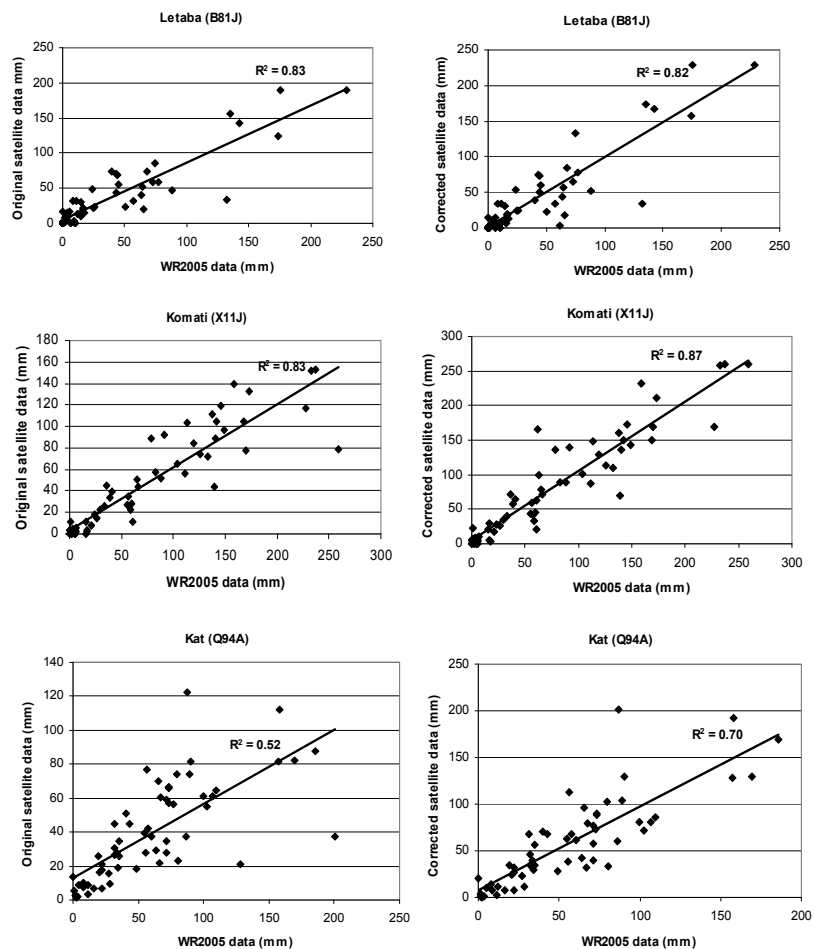 Letaba (B81J)
Original satellite data mm)
250
200
150
100
50
0
R² = 0.83
0 50 100 150 200 250
WR2005 data (mm)
Letaba (B81J)
Corrected satellite data mm)
250
200
150
100
50
0
R² = 0.82
0 50 100 150 200 250
WR2005 data (mm)
Komati (X11J)
Original satellite data (mm)
180
160
140
120
100
80
60
40
20
0
R² = 0.83
0 50 100 150 200 250 300
WR2005 data (mm)
Komati (X11J)
Corrected satellite data (mm)
300
250
200
150
100
50
0
R² = 0.87
0 50 100 150 200 250 300
WR2005 data (mm)
Kat (Q94A)
Original satellite data (mm)
140
120
100
80
60
40
20
0
R² = 0.52
0 50 100 150 200 250
WR2005 data (mm)
Kat (Q94A)
Corrected satellite data (mm)
250
200
150
100
50
0
R² = 0.70
0 50 100 150 200
WR2005 data (mm)